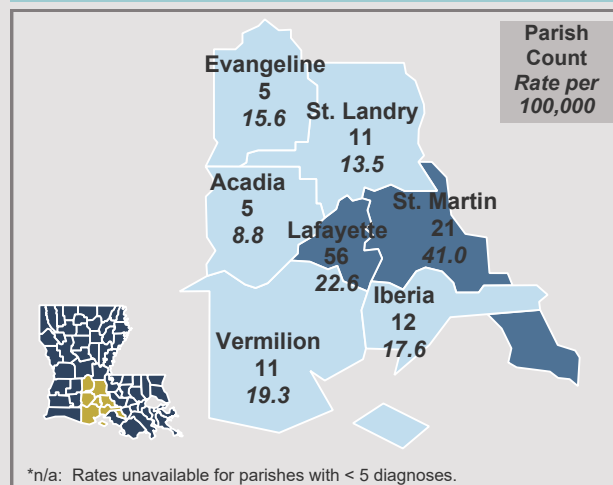 Parish
Count
Rate per
100,000
Evangeline
5
15.6
St. Landry
11
13.5
Acadia
5
8.8
Lafayette
56
22.6
St. Martin
21
41.0
Iberia
12
17.6
Vermilion
11
19.3
*n/a: Rates unavailable for parishes with < 5 diagnoses.